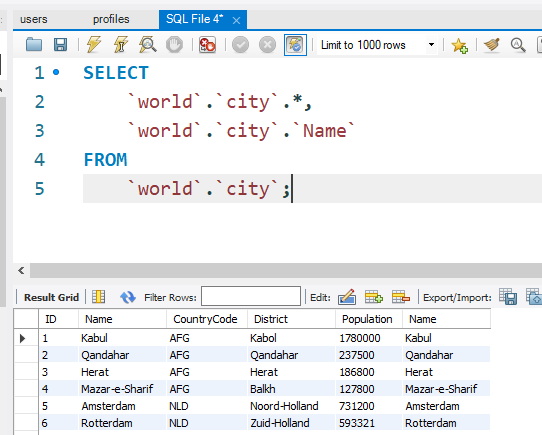 users profiles SQL File 4*
Limit to 1000 rows
1 SELECT
2 `world`.`city`.*,
3 `world`.`city`.`Name`
4 FROM
5 `world`.`city`;
Result Grid Filter Rows: Edit: Export/Import:
ID Name CountryCode District Population Name
1 Kabul AFG Kabol 1780000 Kabul
2 Qandahar AFG Qandahar 237500 Qandahar
3 Herat AFG Herat 186800 Herat
4 Mazar-e-Sharif AFG Balkh 127800 Mazar-e-Sharif
5 Amsterdam NLD Noord-Holland 731200 Amsterdam
6 Rotterdam NLD Zuid-Holland 593321 Rotterdam